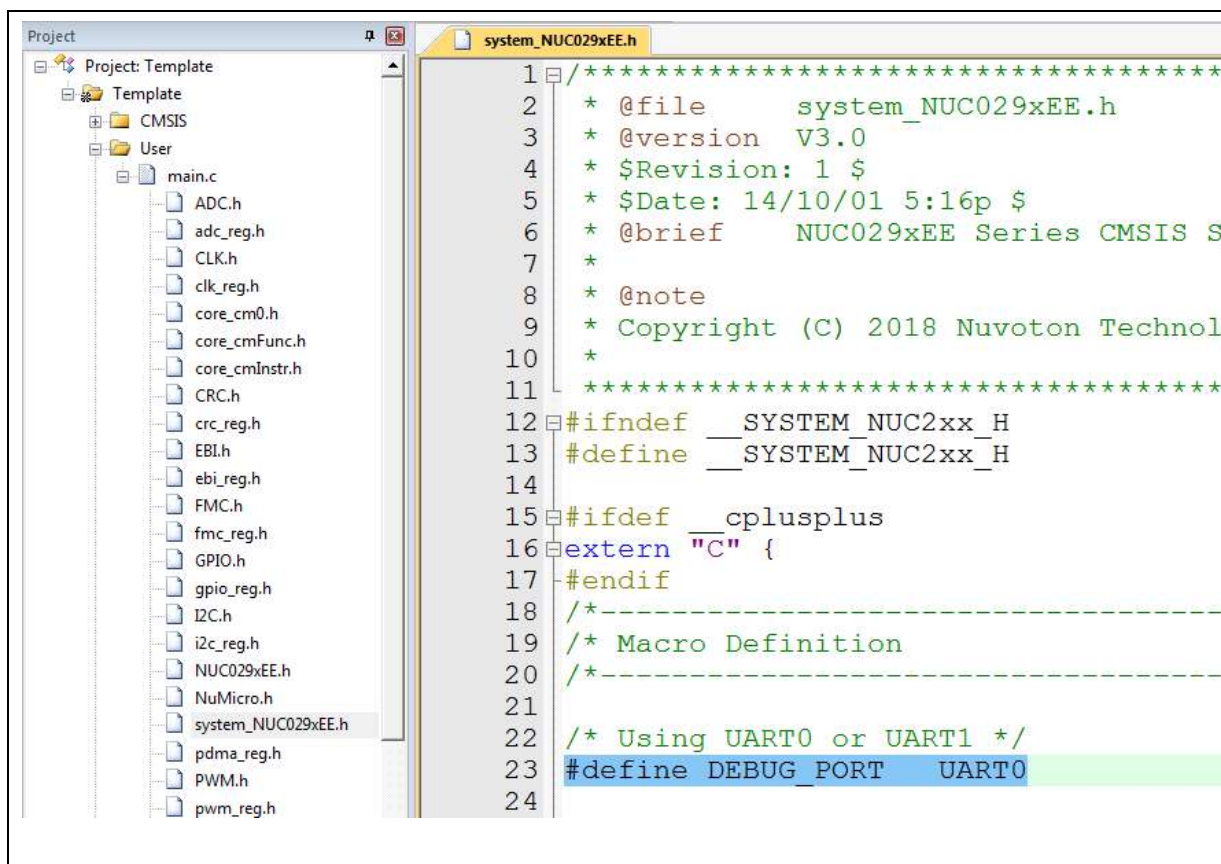 Project
Project: Template
Template
CMSIS
User
main.c
ADC.h
adc_reg.h
CLK.h
clk_reg.h
core_cm0.h
core_cmFunc.h
core_cmInstr.h
CRC.h
crc_reg.h
EBI.h
ebi_reg.h
FMC.h
fmc_reg.h
GPIO.h
gpio_reg.h
I2C.h
i2c_reg.h
NUC029xEE.h
NuMicro.h
system_NUC029xEE.h
pdma_reg.h
PWM.h
pwm_reg.h
system_NUC029xEE.h
1 /************************************
2 * @file system_NUC029xEE.h
3 * @version V3.0
4 * $Revision: 1 $
5 * $Date: 14/10/01 5:16p $
6 * @brief NUC029xEE Series CMSIS S
7 *
8 * @note
9 * Copyright (C) 2018 Nuvoton Technol
10 *
11 ************************************
12 #ifndef __SYSTEM_NUC2xx_H
13 #define __SYSTEM_NUC2xx_H
14
15 #ifdef __cplusplus
16 extern "C" {
17 #endif
18 /*-----------------------------------
19 /* Macro Definition
20 /*-----------------------------------
21
22 /* Using UART0 or UART1 */
23 #define DEBUG_PORT UART0
24